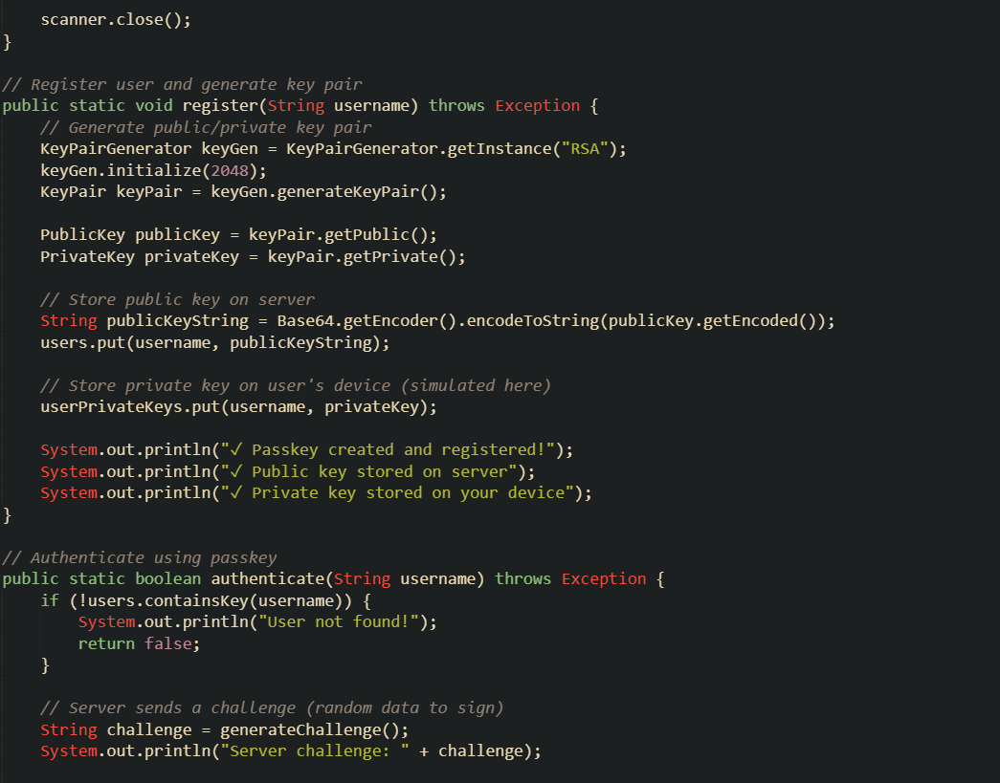 scanner.close();
}

// Register user and generate key pair
public static void register(String username) throws Exception {
    // Generate public/private key pair
    KeyPairGenerator keyGen = KeyPairGenerator.getInstance("RSA");
    keyGen.initialize(2048);
    KeyPair keyPair = keyGen.generateKeyPair();

    PublicKey publicKey = keyPair.getPublic();
    PrivateKey privateKey = keyPair.getPrivate();

    // Store public key on server
    String publicKeyString = Base64.getEncoder().encodeToString(publicKey.getEncoded());
    users.put(username, publicKeyString);

    // Store private key on user's device (simulated here)
    userPrivateKeys.put(username, privateKey);

    System.out.println("✓ Passkey created and registered!");
    System.out.println("✓ Public key stored on server");
    System.out.println("✓ Private key stored on your device");
}

// Authenticate using passkey
public static boolean authenticate(String username) throws Exception {
    if (!users.containsKey(username)) {
        System.out.println("User not found!");
        return false;
    }

    // Server sends a challenge (random data to sign)
    String challenge = generateChallenge();
    System.out.println("Server challenge: " + challenge);